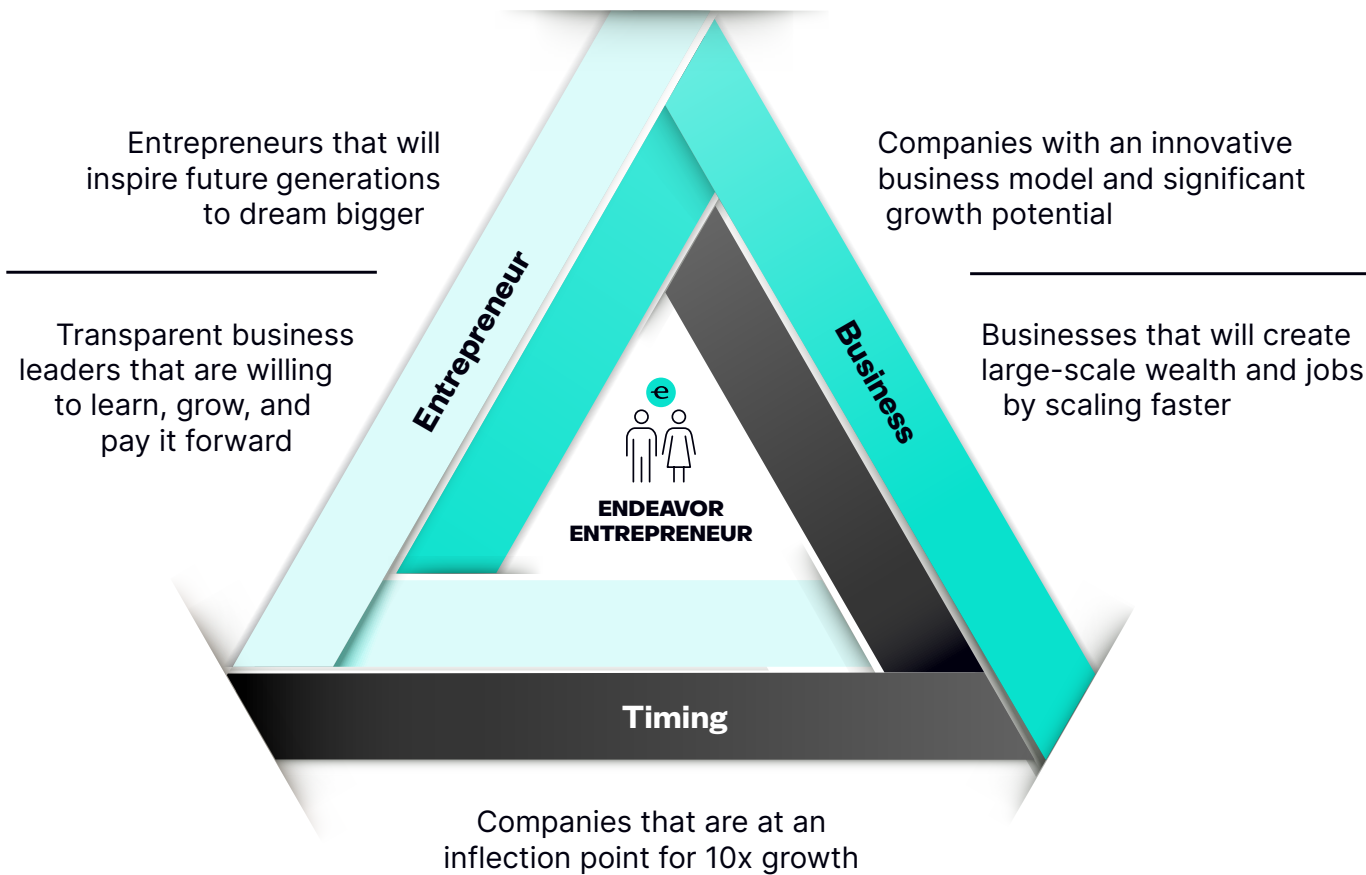 Entrepreneurs that will
inspire future generations
to dream bigger
Transparent business
leaders that are willing
to learn, grow, and
pay it forward
Entrepreneur
Companies with an innovative
business model and significant
growth potential
Businesses that will create
large-scale wealth and jobs
by scaling faster
Business
e
ENDEAVOR
ENTREPRENEUR
Timing
Companies that are at an
inflection point for 10x growth